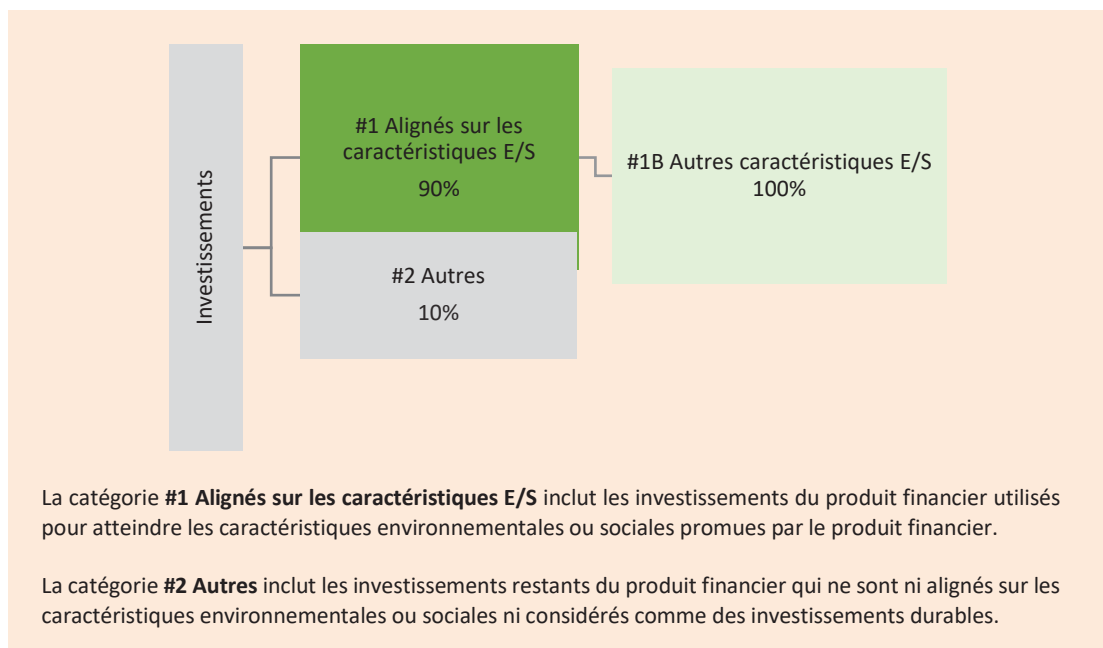 Investissements
#1 Alignés sur les
caractéristiques E/S
90%
#1B Autres caractéristiques E/S
100%
#2 Autres
10%
La catégorie #1 Alignés sur les caractéristiques E/S inclut les investissements du produit financier utilisés
pour atteindre les caractéristiques environnementales ou sociales promues par le produit financier.
La catégorie #2 Autres inclut les investissements restants du produit financier qui ne sont ni alignés sur les
caractéristiques environnementales ou sociales ni considérés comme des investissements durables.